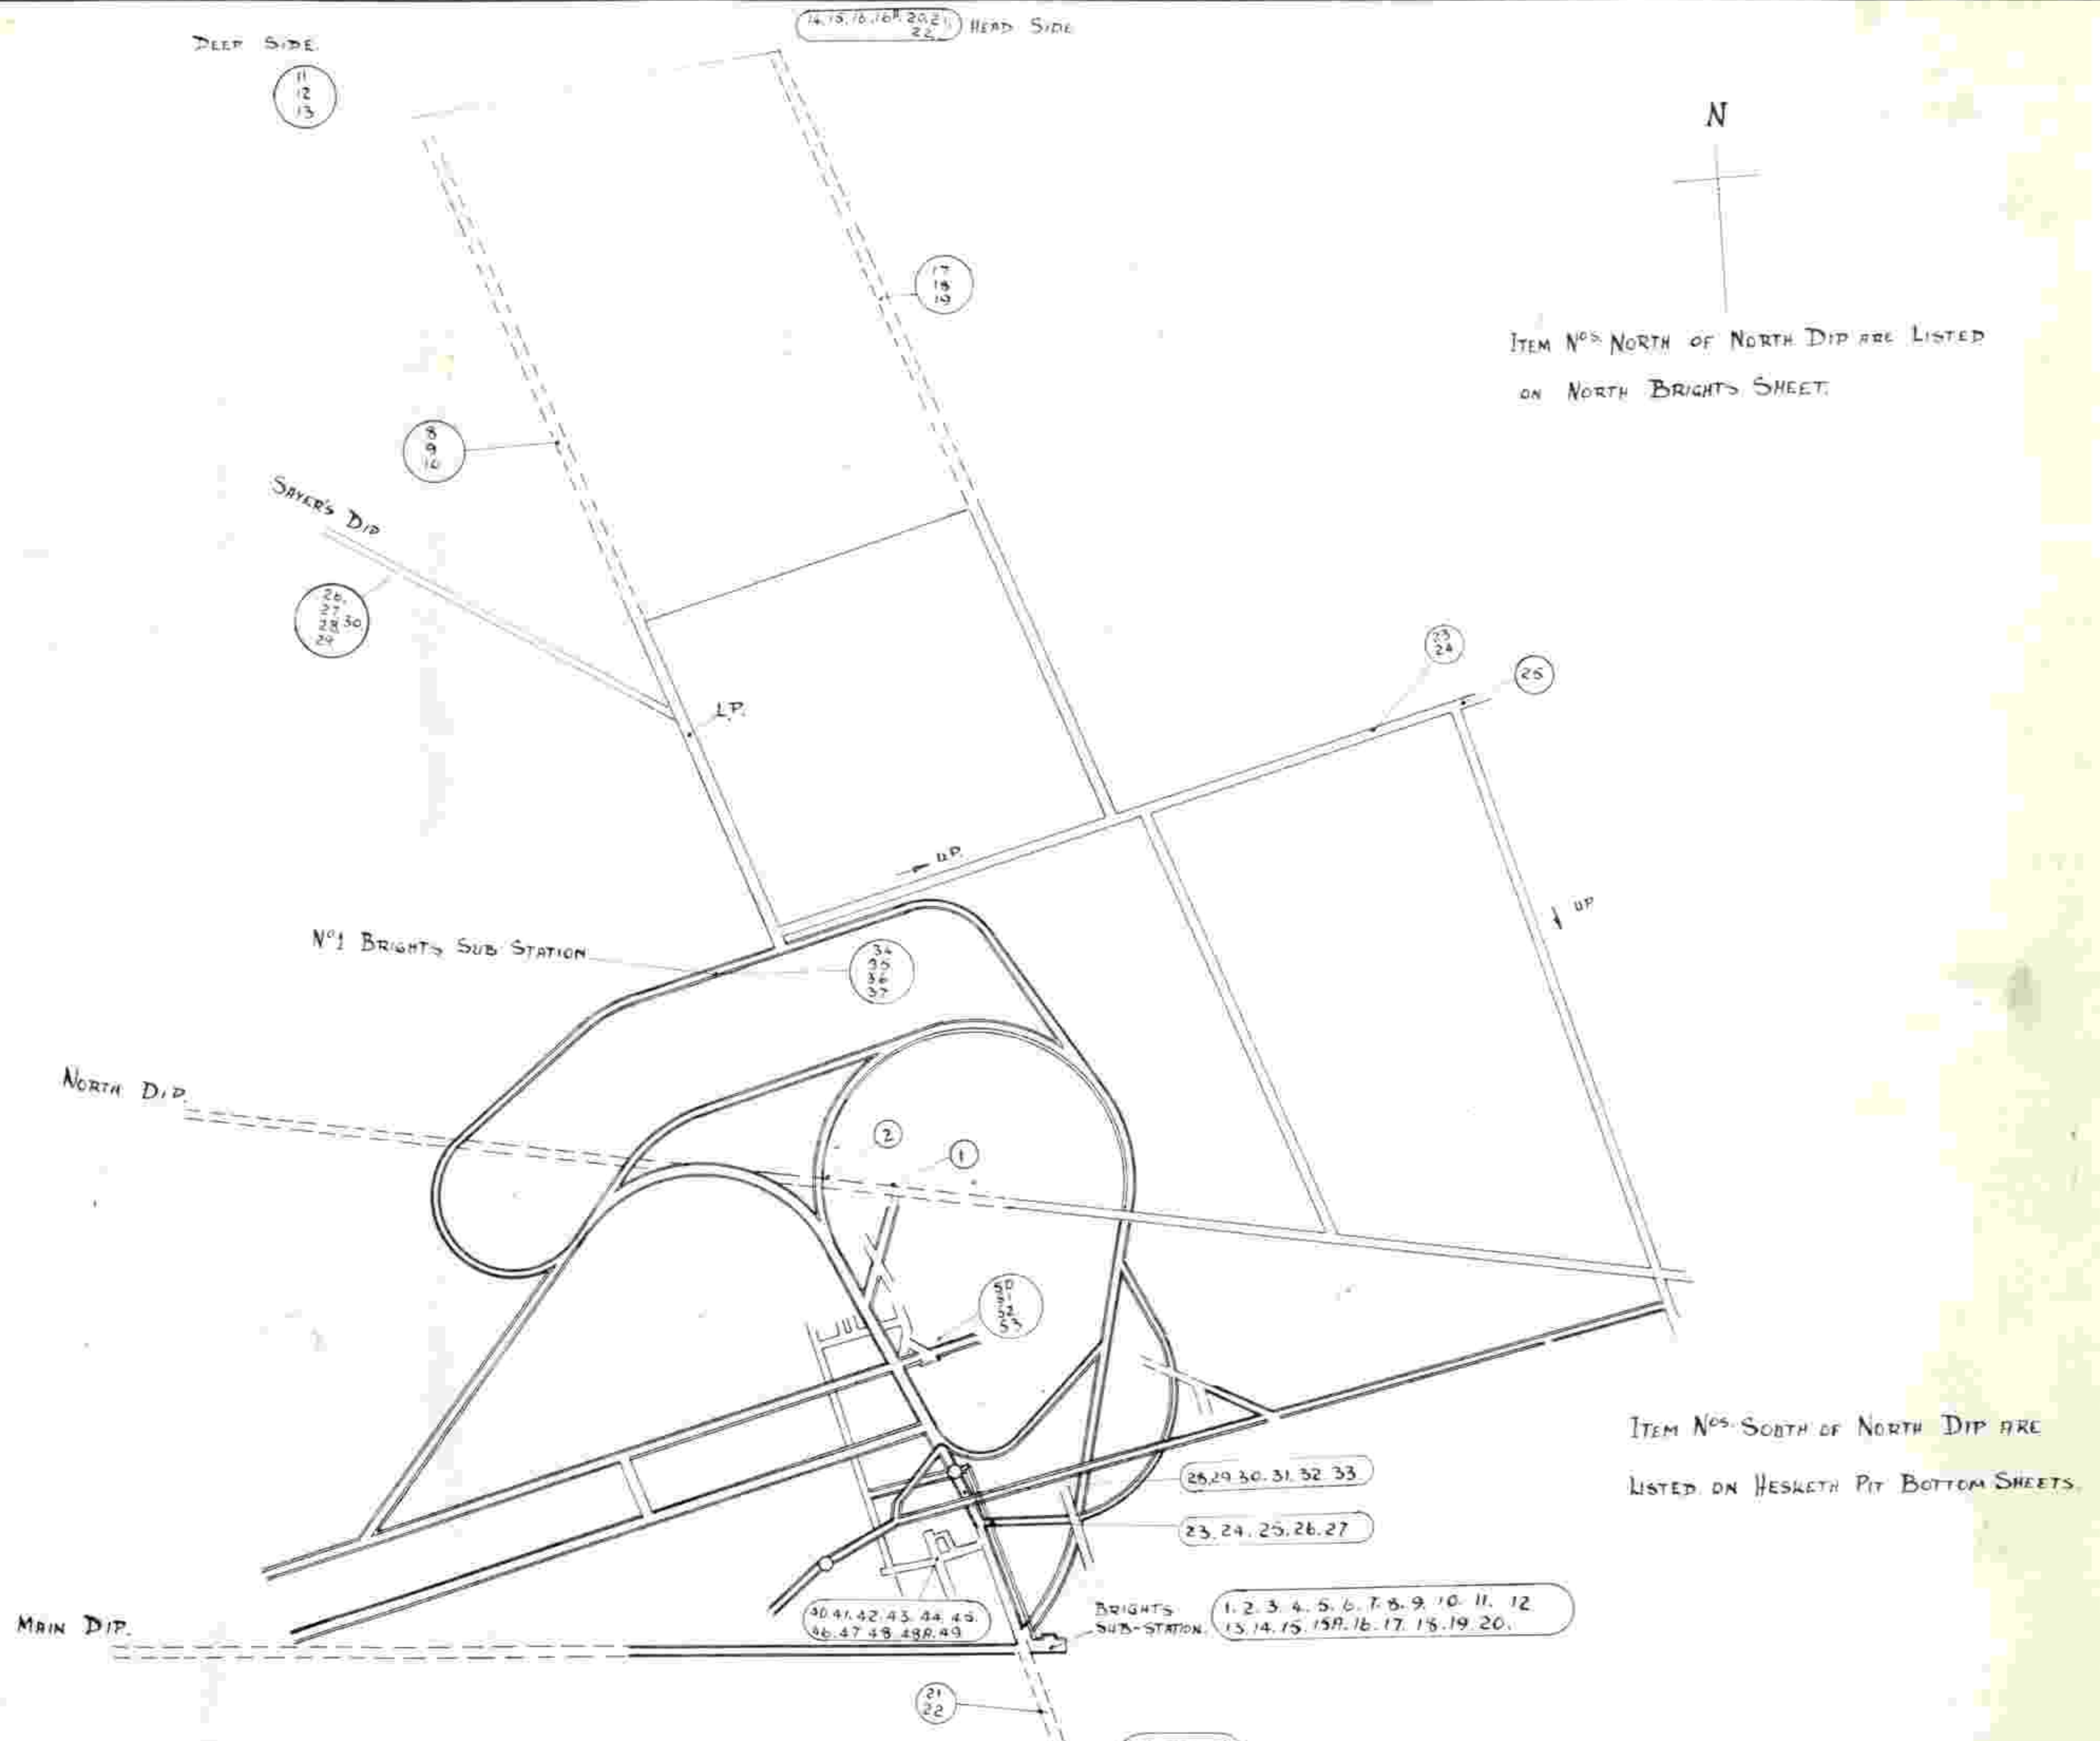 DEEP SIDE.
11
12
13
14.15.16.16A.20.21.
22
HEAD SIDE
N
17
18
19
ITEM Nos. NORTH OF NORTH DIP ARE LISTED
ON NORTH BRIGHTS SHEET.
8
9
10
SAYER'S DIP
26.
27
28.30
29
23
24
25
L.P.
UP.
UP
No1 BRIGHTS SUB STATION
34
35
36
37
NORTH DIP.
2
1
50
51
52
53
ITEM Nos. SOUTH OF NORTH DIP ARE
LISTED ON HESKETH PIT BOTTOM SHEETS.
28.29.30.31.32.33
23.24.25.26.27
40.41.42.43.44.45.
46.47.48.48A.49
BRIGHTS
SUB-STATION.
1.2.3.4.5.6.7.8.9.10.11.12
13.14.15.15A.16.17.18.19.20.
MAIN DIP.
21
22